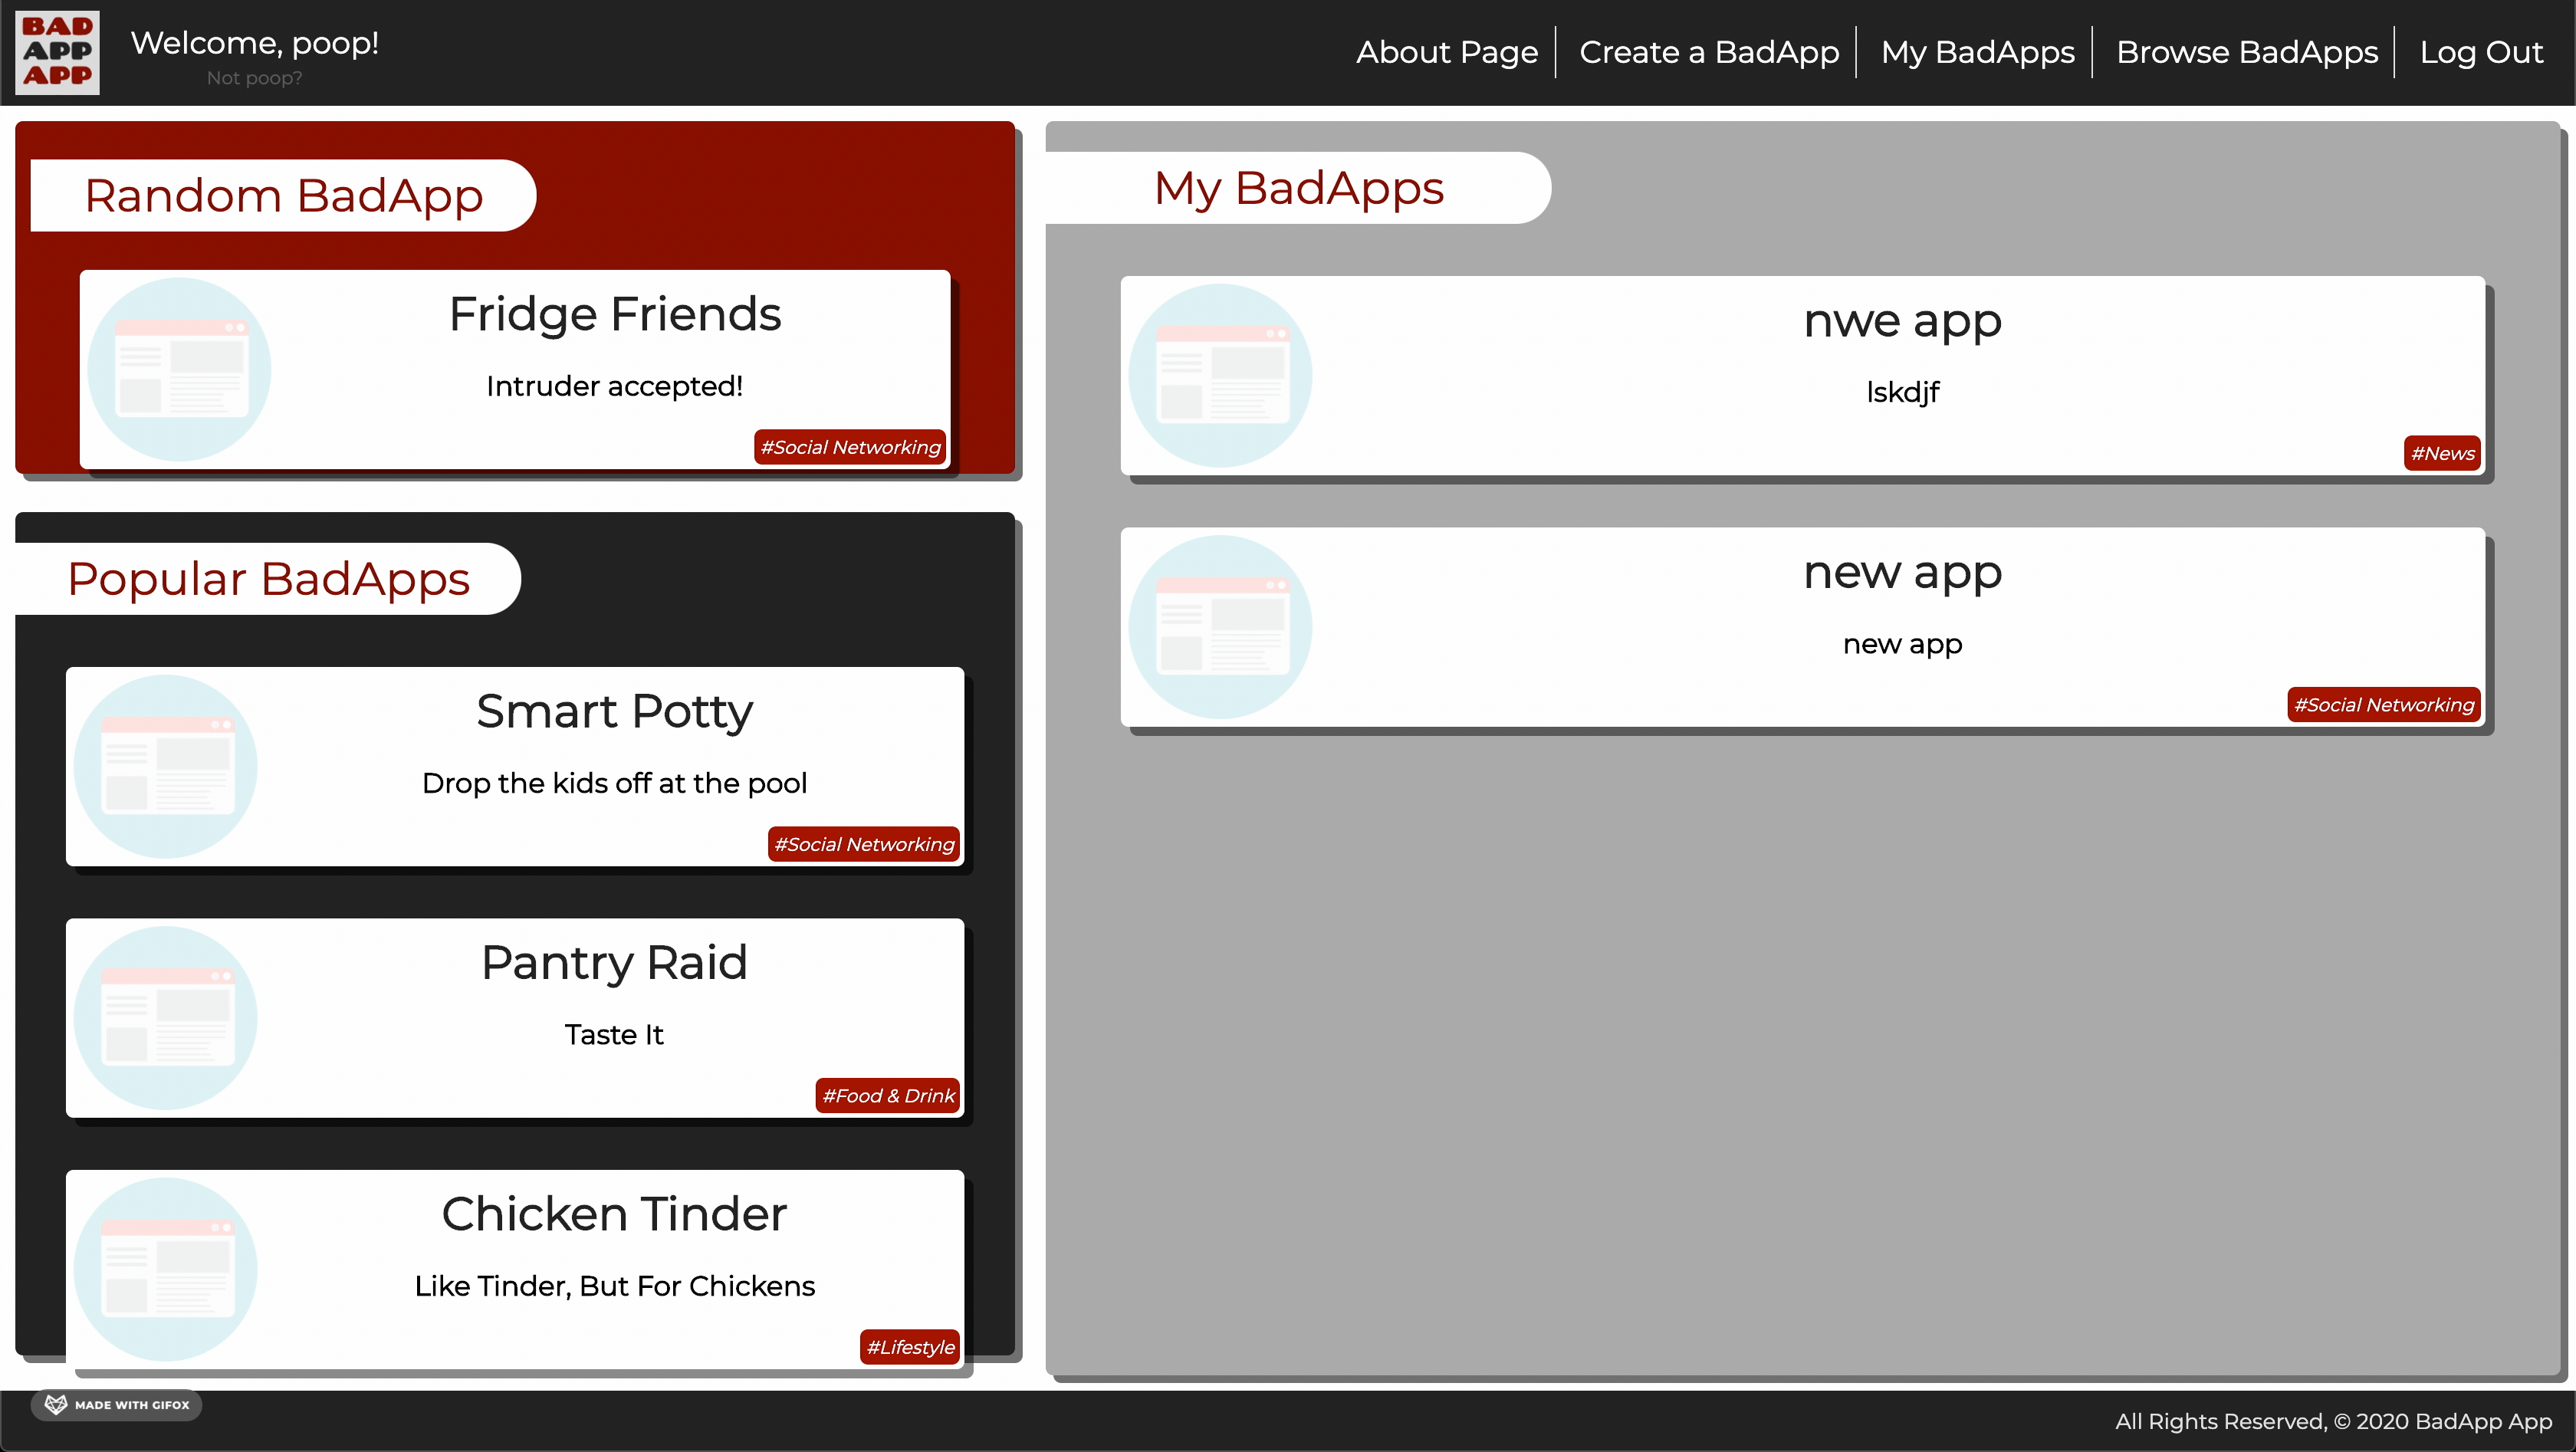 BAD
APP
APP
Welcome, poop!
Not poop?
About Page
Create a BadApp
My BadApps
Browse BadApps
Log Out
Random BadApp
Fridge Friends
Intruder accepted!
#Social Networking
Popular BadApps
Smart Potty
Drop the kids off at the pool
#Social Networking
Pantry Raid
Taste It
#Food & Drink
Chicken Tinder
Like Tinder, But For Chickens
#Lifestyle
My BadApps
nwe app
lskdjf
#News
new app
new app
#Social Networking
MADE WITH GIFOX
All Rights Reserved, © 2020 BadApp App